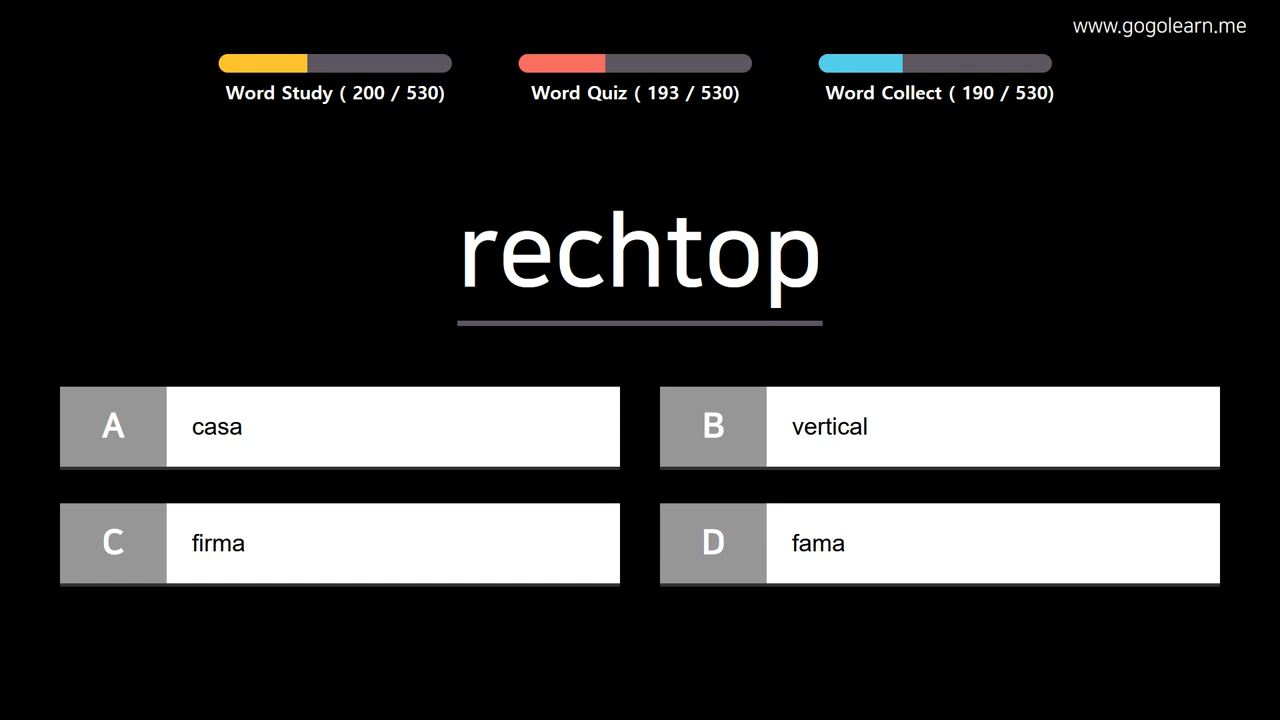 www.gogolearn.me
Word Study ( 200 / 530)
Word Quiz ( 193 / 530)
Word Collect ( 190 / 530)
rechtop
A casa
B vertical
C firma
D fama